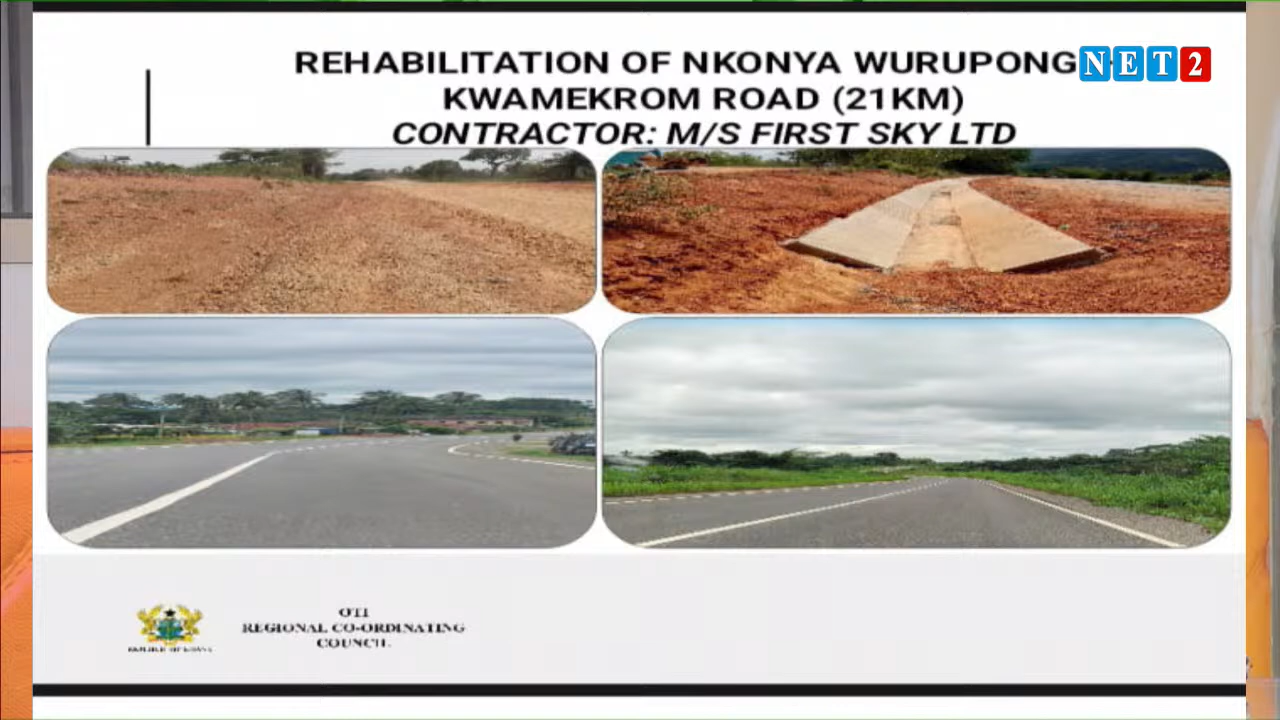 REHABILITATION OF NKONYA WURUPONG
NET2
KWAMEKROM ROAD (21KM)
CONTRACTOR: M/S FIRST SKY LTD
OTI
REGIONAL CO-ORDINATING
COUNCIL